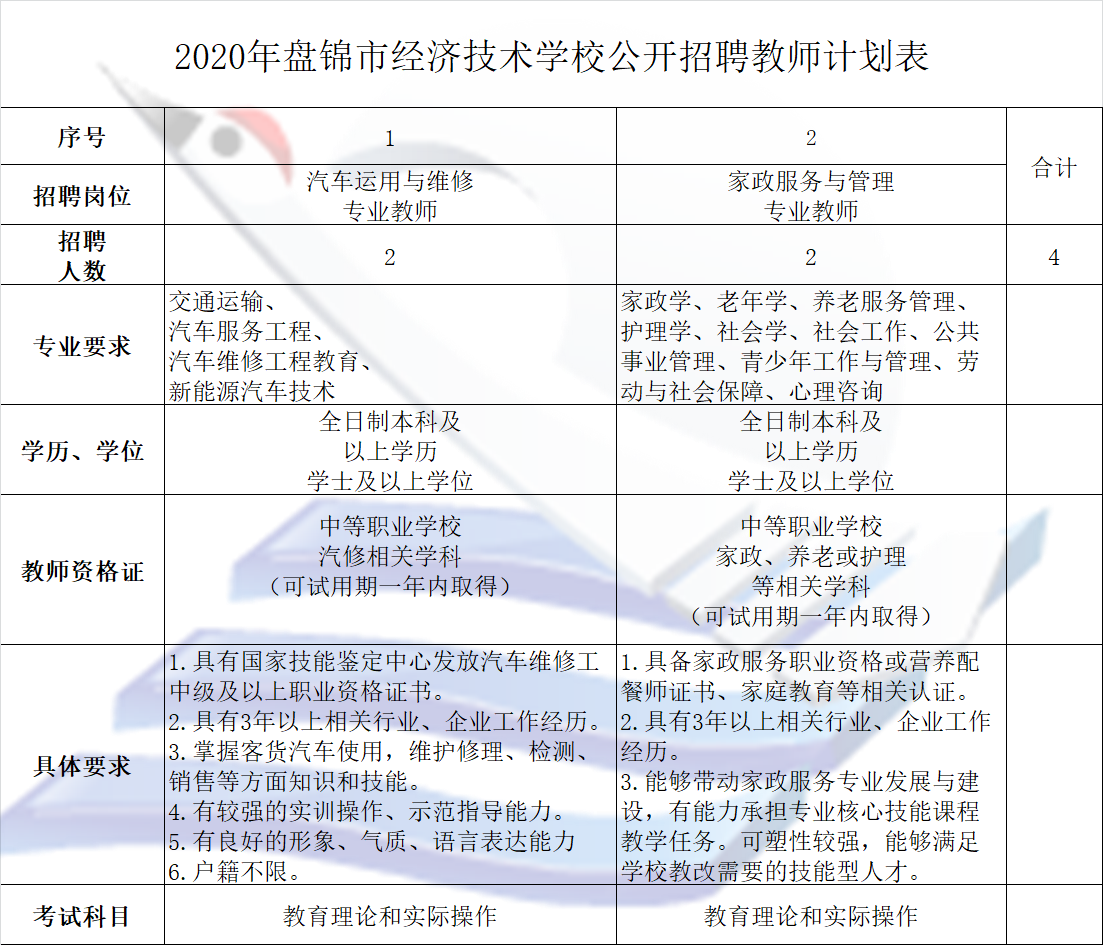 2020年盘锦市经济技术学校公开招聘教师计划表
序号
1
2
合计
招聘岗位
汽车运用与维修
专业教师
家政服务与管理
专业教师
招聘
人数
2
2
4
专业要求
交通运输、
汽车服务工程、
汽车维修工程教育、
新能源汽车技术
家政学、老年学、养老服务管理、
护理学、社会学、社会工作、公共
事业管理、青少年工作与管理、劳
动与社会保障、心理咨询
学历、学位
全日制本科及
以上学历
学士及以上学位
全日制本科及
以上学历
学士及以上学位
教师资格证
中等职业学校
汽修相关学科
（可试用期一年内取得）
中等职业学校
家政、养老或护理
等相关学科
（可试用期一年内取得）
具体要求
1.具有国家技能鉴定中心发放汽车维修工
中级及以上职业资格证书。
2.具有3年以上相关行业、企业工作经历。
3.掌握客货汽车使用，维护修理、检测、
销售等方面知识和技能。
4.有较强的实训操作、示范指导能力。
5.有良好的形象、气质、语言表达能力
6.户籍不限。
1.具备家政服务职业资格或营养配
餐师证书、家庭教育等相关认证。
2.具有3年以上相关行业、企业工作
经历。
3.能够带动家政服务专业发展与建
设，有能力承担专业核心技能课程
教学任务。可塑性较强，能够满足
学校教改需要的技能型人才。
考试科目
教育理论和实际操作
教育理论和实际操作